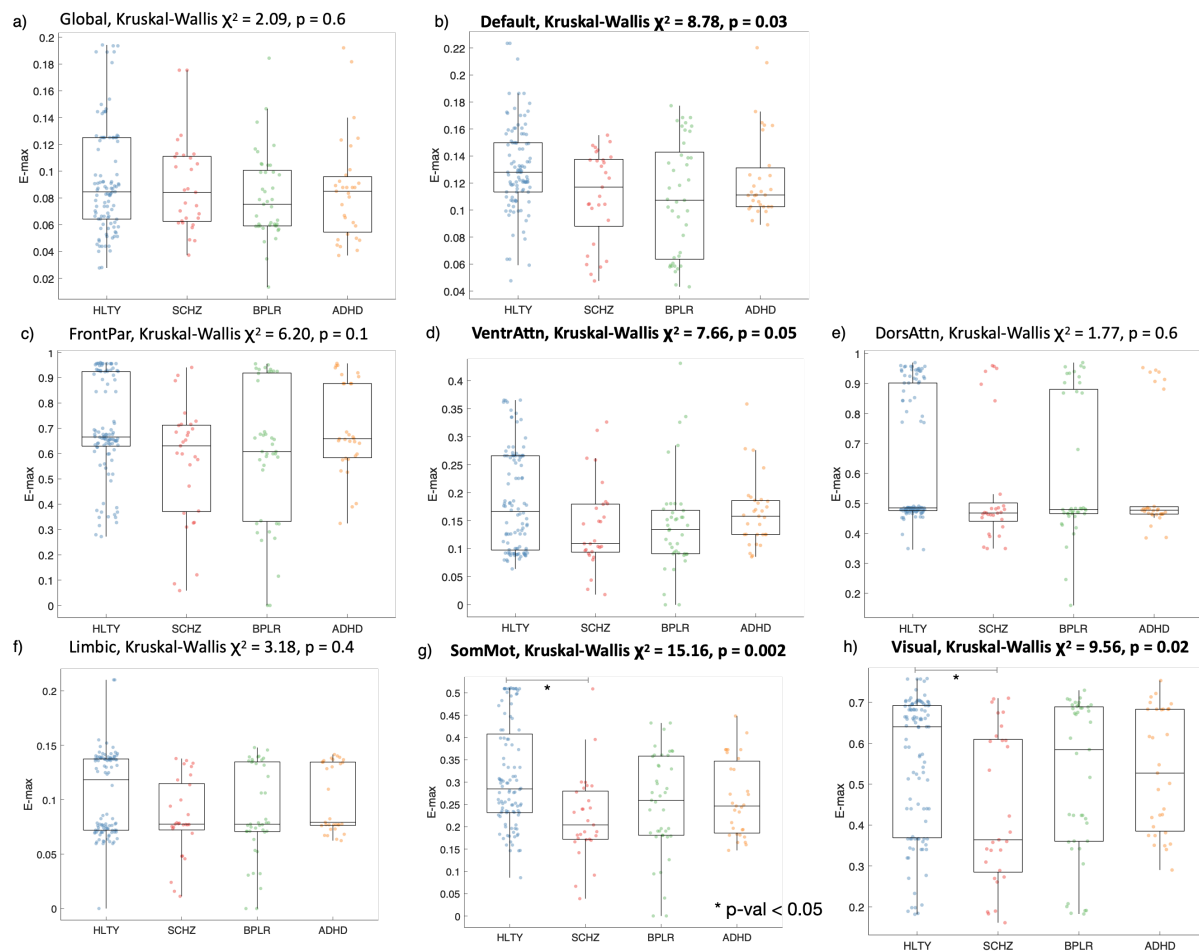 a) Global, Kruskal-Wallis χ² = 2.09, p = 0.6
0.2
0.18
0.16
0.14
0.12
0.1
0.08
0.06
0.04
0.02
E-max
HLTY SCHZ BPLR ADHD
b) Default, Kruskal-Wallis χ² = 8.78, p = 0.03
0.22
0.2
0.18
0.16
0.14
0.12
0.1
0.08
0.06
0.04
E-max
HLTY SCHZ BPLR ADHD
c) FrontPar, Kruskal-Wallis χ² = 6.20, p = 0.1
1
0.9
0.8
0.7
0.6
0.5
0.4
0.3
0.2
0.1
0
E-max
HLTY SCHZ BPLR ADHD
d) VentrAttn, Kruskal-Wallis χ² = 7.66, p = 0.05
0.4
0.35
0.3
0.25
0.2
0.15
0.1
0.05
0
E-max
HLTY SCHZ BPLR ADHD
e) DorsAttn, Kruskal-Wallis χ² = 1.77, p = 0.6
1
0.9
0.8
0.7
0.6
0.5
0.4
0.3
0.2
E-max
HLTY SCHZ BPLR ADHD
f) Limbic, Kruskal-Wallis χ² = 3.18, p = 0.4
0.2
0.15
0.1
0.05
0
E-max
HLTY SCHZ BPLR ADHD
g) SomMot, Kruskal-Wallis χ² = 15.16, p = 0.002
*
0.5
0.45
0.4
0.35
0.3
0.25
0.2
0.15
0.1
0.05
0
E-max
HLTY SCHZ BPLR ADHD
* p-val < 0.05
h) Visual, Kruskal-Wallis χ² = 9.56, p = 0.02
*
0.7
0.6
0.5
0.4
0.3
0.2
E-max
HLTY SCHZ BPLR ADHD